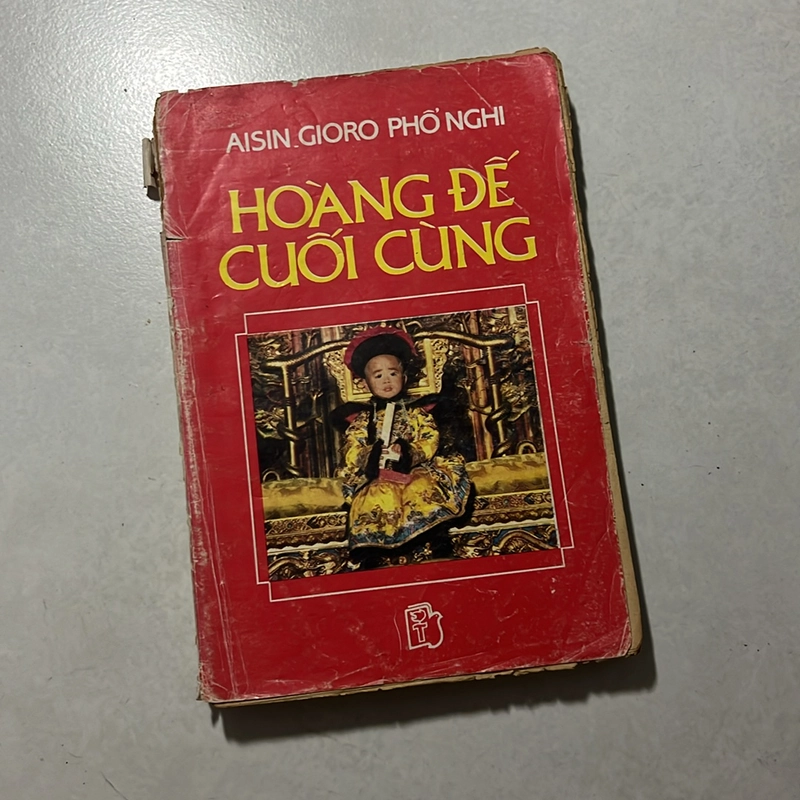 AISIN GIORO PHỔ NGHI
HOÀNG ĐẾ
CUỐI CÙNG